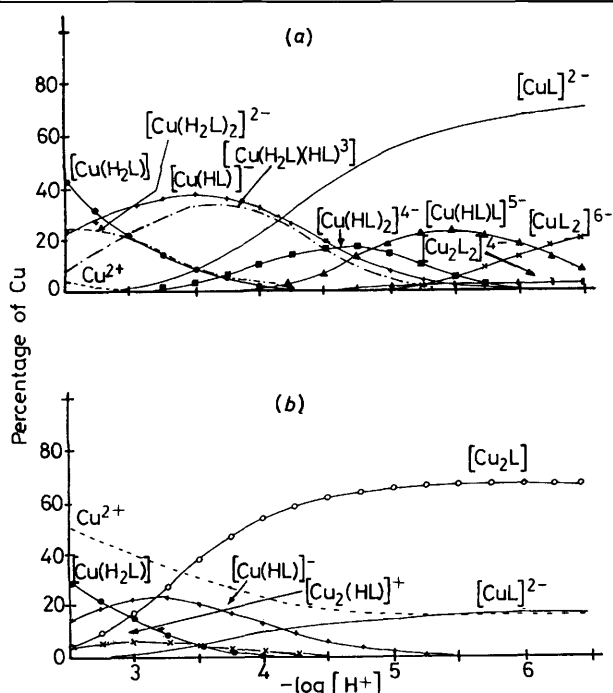 (a)
80
60
40
20
0
[CuL]²⁻
[Cu(H₂L)₂]²⁻
[Cu(H₂L)(HL)³]
[Cu(H₂L)]
[Cu(HL)]⁻
[Cu(HL)₂]⁴⁻
[Cu(HL)L]⁵⁻
[CuL₂]⁶⁻
[Cu₂L₂]⁴⁻
Cu²⁺
Percentage of Cu
(b)
80
60
40
20
0
[Cu₂L]
Cu²⁺
[Cu(H₂L)]
[Cu(HL)]⁻
[Cu₂(HL)]⁺
[CuL]²⁻
3 4 5 6
-log[H⁺]